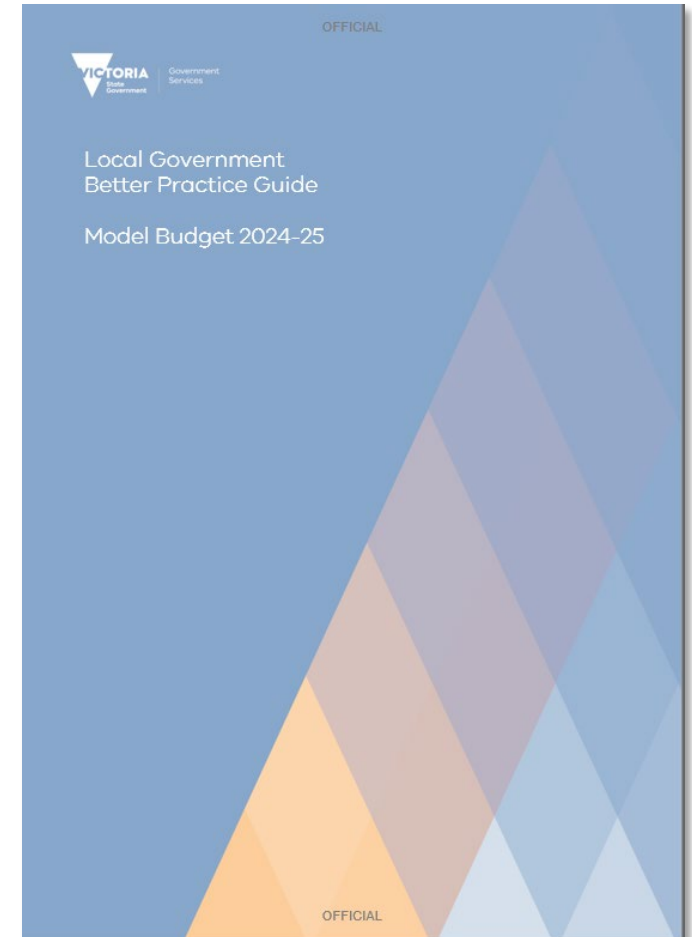 OFFICIAL
VICTORIA
State
Government
Government
Services
Local Government
Better Practice Guide
Model Budget 2024-25
OFFICIAL